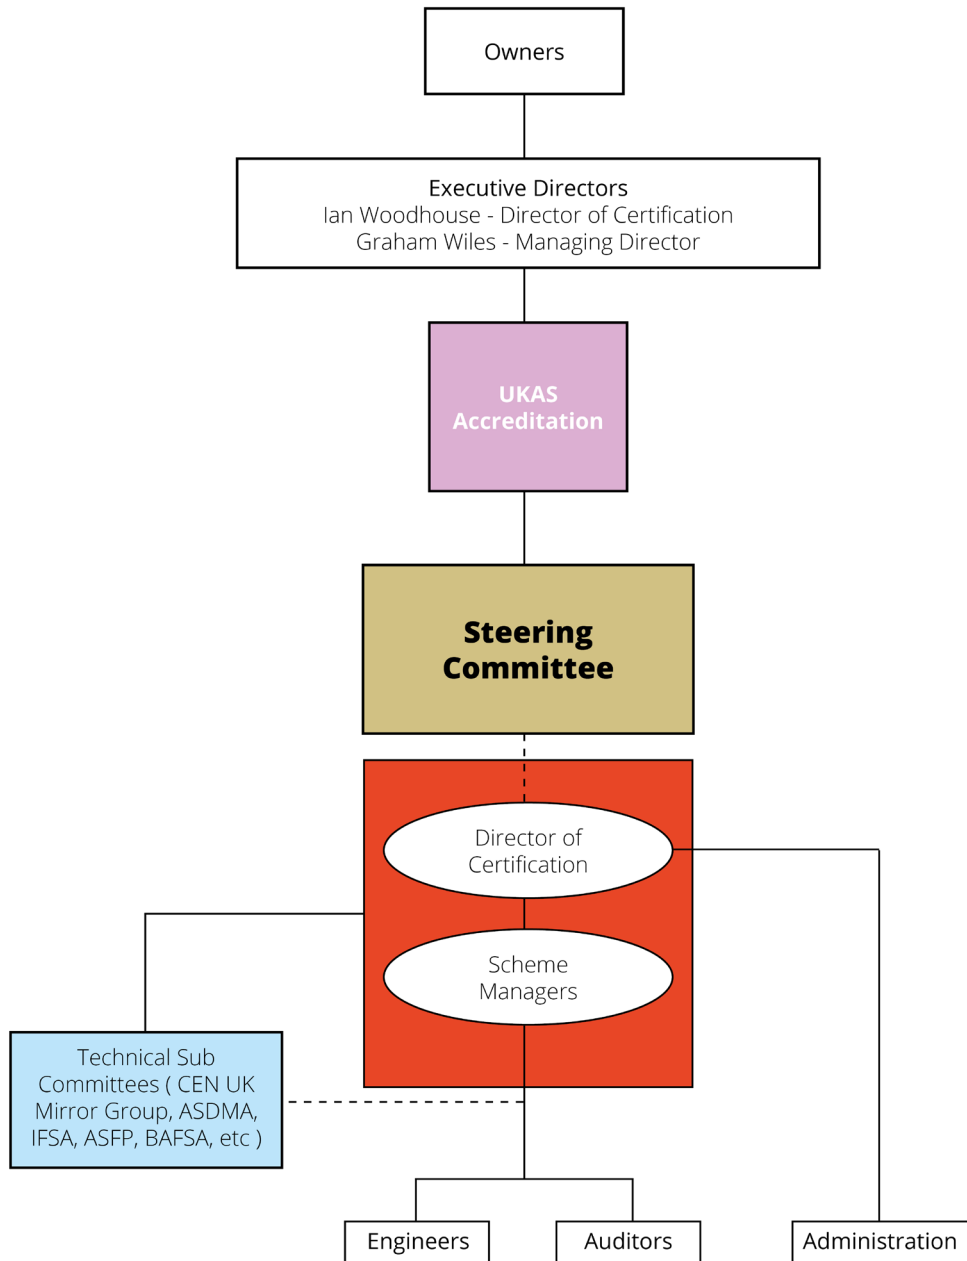 Owners
Executive Directors
Ian Woodhouse - Director of Certification
Graham Wiles - Managing Director
UKAS
Accreditation
Steering
Committee
Director of
Certification
Scheme
Managers
Technical Sub
Committees ( CEN UK
Mirror Group, ASDMA,
IFSA, ASFP, BAFSA, etc )
Engineers
Auditors
Administration